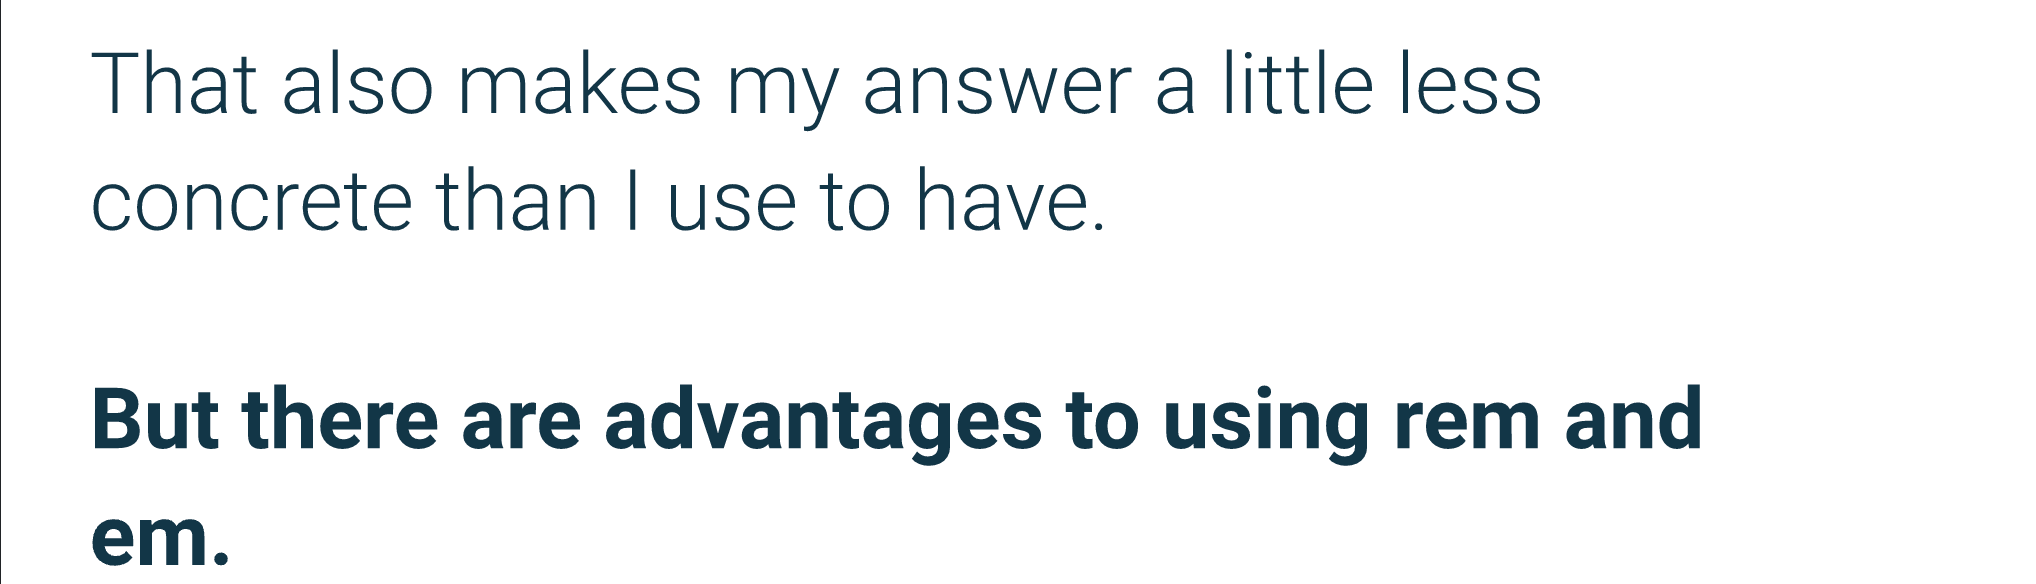 That also makes my answer a little less
concrete than I use to have.
But there are advantages to using rem and
em.